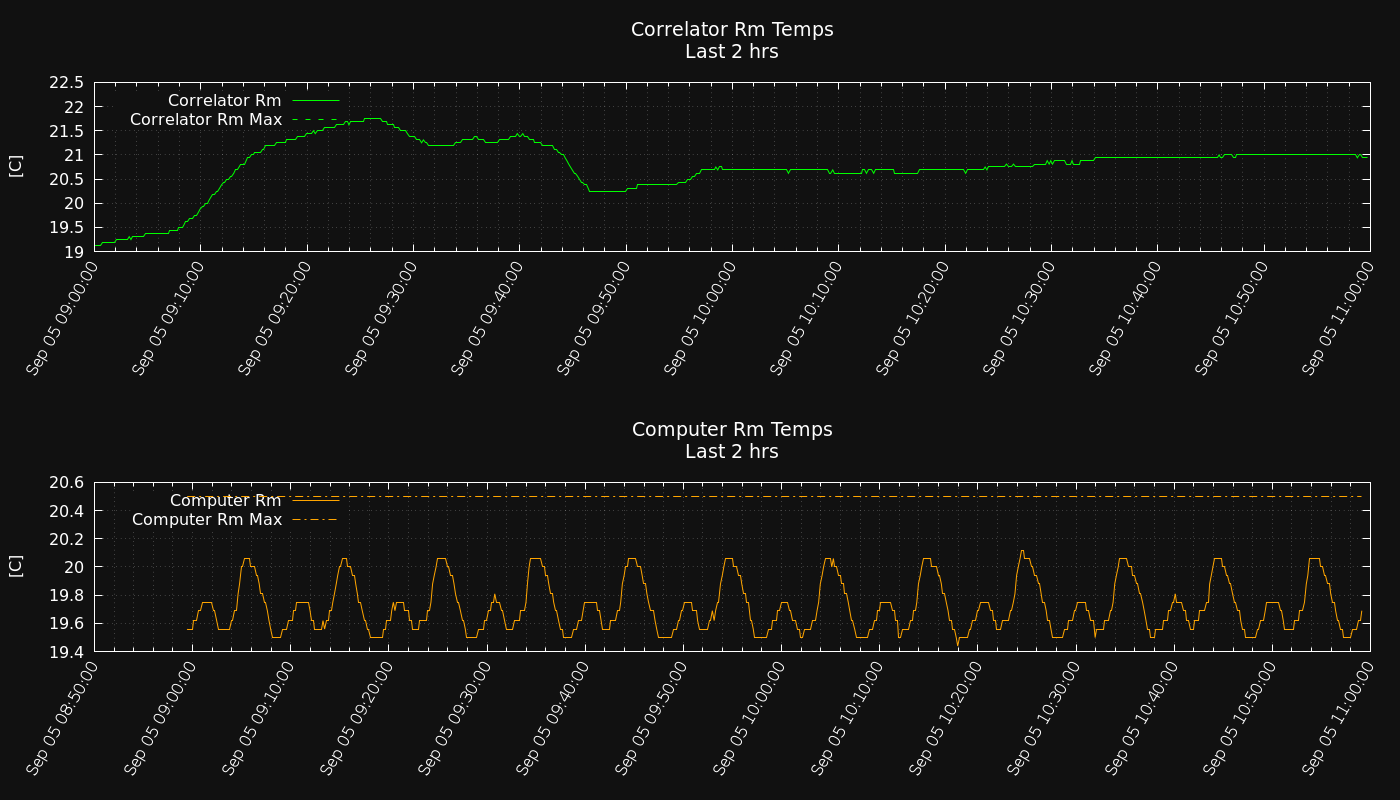 Correlator Rm Temps
Last 2 hrs
22.5
22
21.5
21
20.5
20
19.5
19
[C]
Correlator Rm
Correlator Rm Max
Sep 05 09:00:00
Sep 05 09:10:00
Sep 05 09:20:00
Sep 05 09:30:00
Sep 05 09:40:00
Sep 05 09:50:00
Sep 05 10:00:00
Sep 05 10:10:00
Sep 05 10:20:00
Sep 05 10:30:00
Sep 05 10:40:00
Sep 05 10:50:00
Sep 05 11:00:00
Computer Rm Temps
Last 2 hrs
20.6
20.4
20.2
20
19.8
19.6
19.4
[C]
Computer Rm
Computer Rm Max
Sep 05 08:50:00
Sep 05 09:00:00
Sep 05 09:10:00
Sep 05 09:20:00
Sep 05 09:30:00
Sep 05 09:40:00
Sep 05 09:50:00
Sep 05 10:00:00
Sep 05 10:10:00
Sep 05 10:20:00
Sep 05 10:30:00
Sep 05 10:40:00
Sep 05 10:50:00
Sep 05 11:00:00